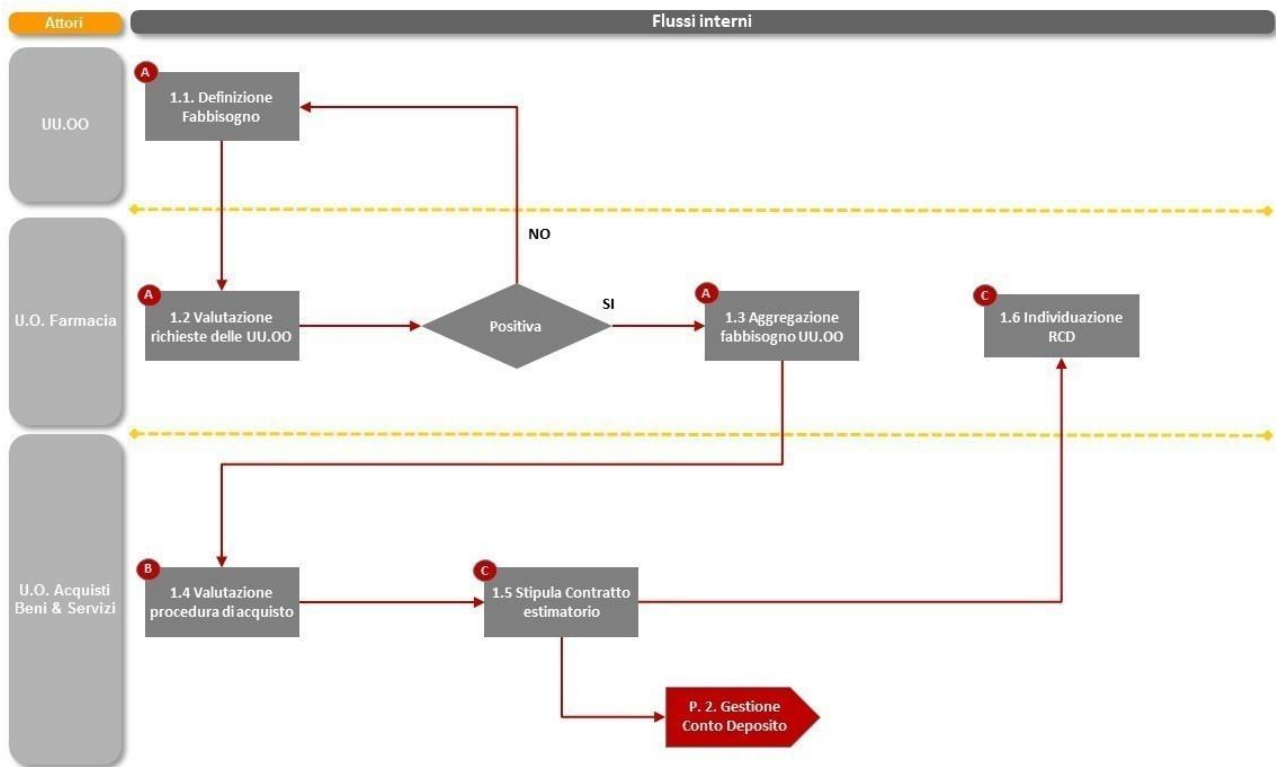 Attori
Flussi interni
UU.OO
A
1.1. Definizione
Fabbisogno
NO
U.O. Farmacia
A
1.2 Valutazione
richieste delle UU.OO
Positiva
SI
A
1.3 Aggregazione
fabbisogno UU.OO
C
1.6 Individuazione
RCD
U.O. Acquisti
Beni & Servizi
B
1.4 Valutazione
procedura di acquisto
C
1.5 Stipula Contratto
estimatorio
P. 2. Gestione
Conto Deposito